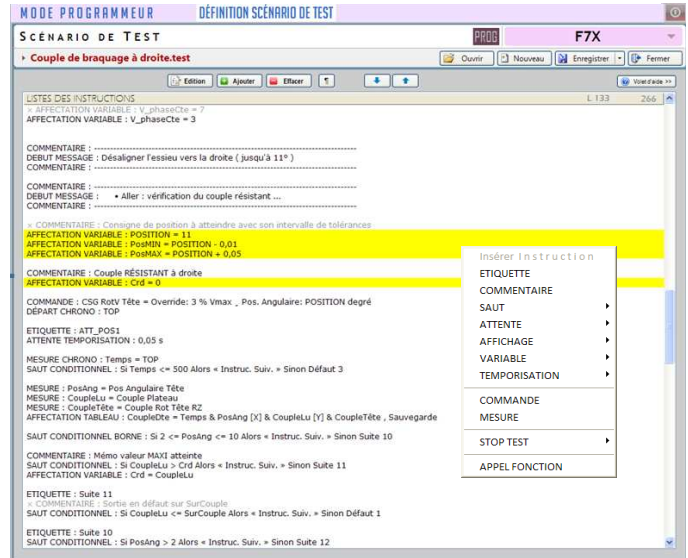 MODE PROGRAMMEUR DÉFINITION SCÉNARIO DE TEST
SCÉNARIO DE TEST PROG F7X
Couple de braquage à droite.test Ouvrir Nouveau Enregistrer Fermer
Edition Ajouter Effacer ¶ Volet d'aide >>
LISTES DES INSTRUCTIONS L 133 266
× AFFECTATION VARIABLE : V_phaseCte = 7
AFFECTATION VARIABLE : V_phaseCte = 3
COMMENTAIRE : ------------------------------------------------------------------
DEBUT MESSAGE : Désaligner l'essieu vers la droite ( jusqu'à 11° )
COMMENTAIRE : ------------------------------------------------------------------
COMMENTAIRE : ------------------------------------------------------------------
DEBUT MESSAGE : • Aller : vérification du couple résistant ...
COMMENTAIRE : ------------------------------------------------------------------
× COMMENTAIRE : Consigne de position à atteindre avec son intervalle de tolérances
AFFECTATION VARIABLE : POSITION = 11
AFFECTATION VARIABLE : PosMIN = POSITION - 0,01
AFFECTATION VARIABLE : PosMAX = POSITION + 0,05
COMMENTAIRE : Couple RÉSISTANT à droite
AFFECTATION VARIABLE : Crd = 0
COMMANDE : CSG RotV Tête = Override: 3 % Vmax , Pos. Angulaire: POSITION degré
DÉPART CHRONO : TOP
ETIQUETTE : ATT_POS1
ATTENTE TEMPORISATION : 0,05 s
MESURE CHRONO : Temps = TOP
SAUT CONDITIONNEL : Si Temps <= 500 Alors « Instruc. Suiv. » Sinon Défaut 3
MESURE : PosAng = Pos Angulaire Tête
MESURE : CoupleLu = Couple Plateau
MESURE : CoupleTête = Couple Rot Tête RZ
AFFECTATION TABLEAU : CoupleDte = Temps & PosAng [X] & CoupleLu [Y] & CoupleTête , Sauvegarde
SAUT CONDITIONNEL BORNE : Si 2 <= PosAng <= 10 Alors « Instruc. Suiv. » Sinon Suite 10
COMMENTAIRE : Mémo valeur MAXI atteinte
SAUT CONDITIONNEL : Si CoupleLu > Crd Alors « Instruc. Suiv. » Sinon Suite 11
AFFECTATION VARIABLE : Crd = CoupleLu
ETIQUETTE : Suite 11
× COMMENTAIRE : Sortie en défaut sur SurCouple
SAUT CONDITIONNEL : Si CoupleLu <= SurCouple Alors « Instruc. Suiv. » Sinon Défaut 1
ETIQUETTE : Suite 10
SAUT CONDITIONNEL : Si PosAng > 2 Alors « Instruc. Suiv. » Sinon Suite 12
Insérer Instruction
ETIQUETTE
COMMENTAIRE
SAUT
ATTENTE
AFFICHAGE
VARIABLE
TEMPORISATION
COMMANDE
MESURE
STOP TEST
APPEL FONCTION